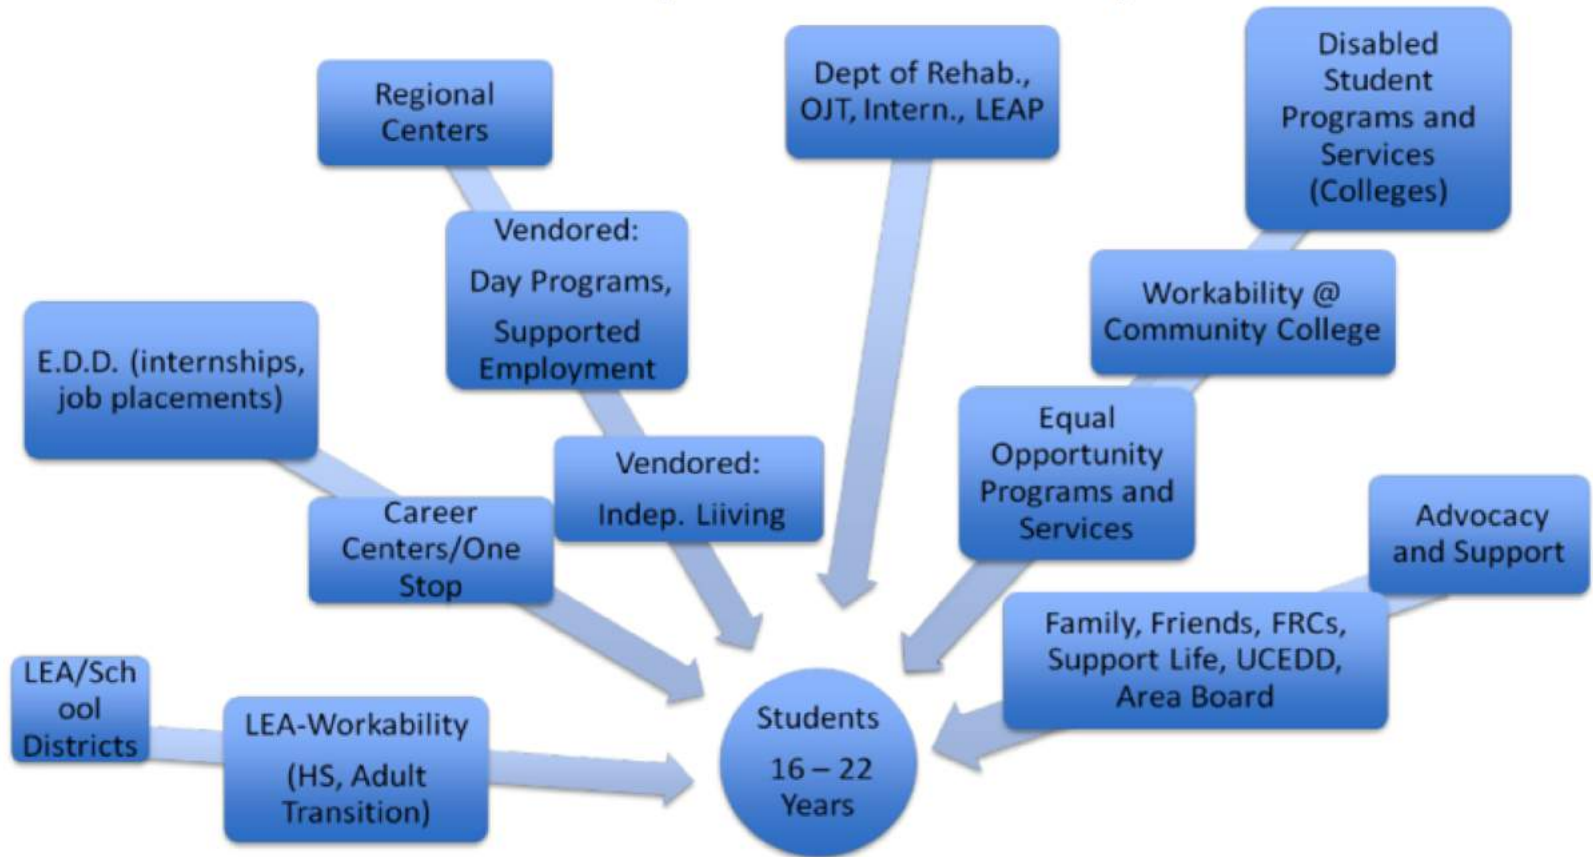 Regional
Centers
Dept of Rehab.,
OJT, Intern., LEAP
Disabled
Student
Programs and
Services
(Colleges)
Vendored:
Day Programs,
Supported
Employment
Workability @
Community College
E.D.D. (internships,
job placements)
Vendored:
Indep. Liiving
Equal
Opportunity
Programs and
Services
Career
Centers/One
Stop
Advocacy
and Support
Family, Friends, FRCs,
Support Life, UCEDD,
Area Board
LEA/Sch
ool
Districts
LEA-Workability
(HS, Adult
Transition)
Students
16 – 22
Years